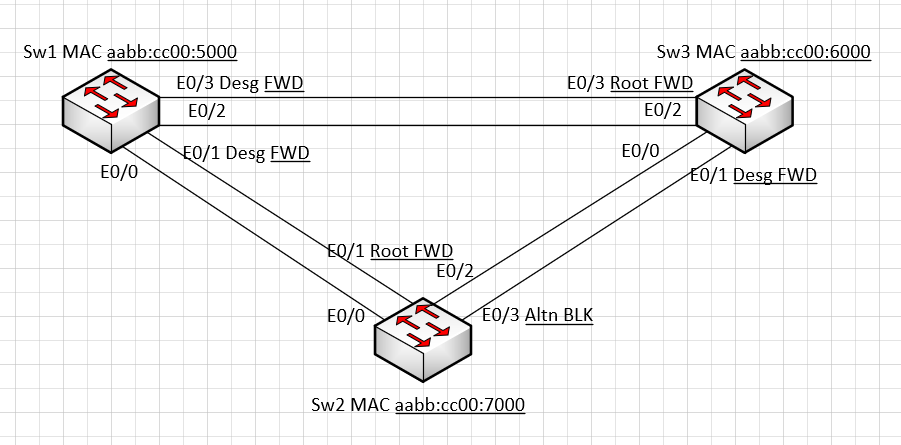 Sw1 MAC aabb:cc00:5000
Sw3 MAC aabb:cc00:6000
E0/3 Desg FWD
E0/3 Root FWD
E0/2
E0/2
E0/1 Desg FWD
E0/0
E0/0
E0/1 Desg FWD
E0/1 Root FWD
E0/2
E0/0
E0/3 Altn BLK
Sw2 MAC aabb:cc00:7000